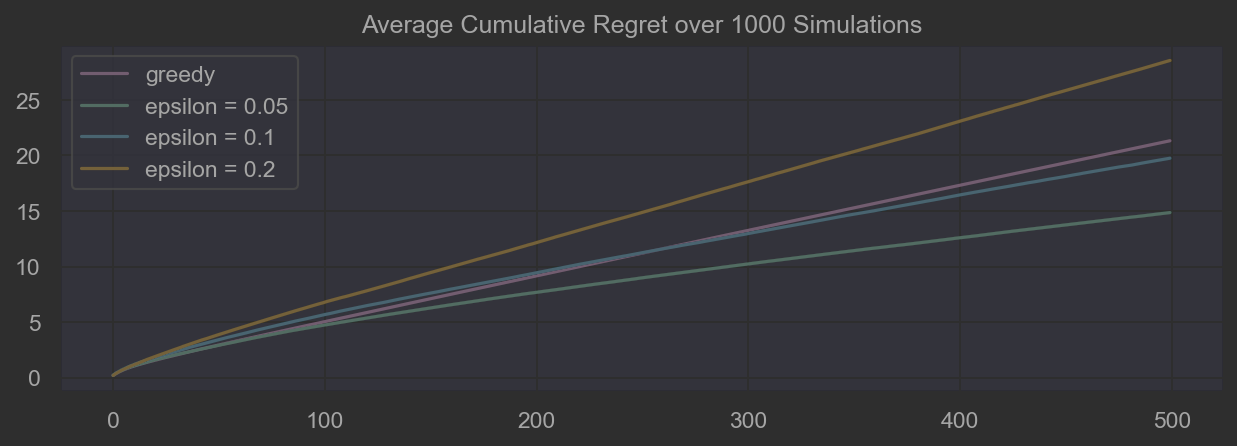 Average Cumulative Regret over 1000 Simulations
greedy
epsilon = 0.05
epsilon = 0.1
epsilon = 0.2
25
20
15
10
5
0
0 100 200 300 400 500